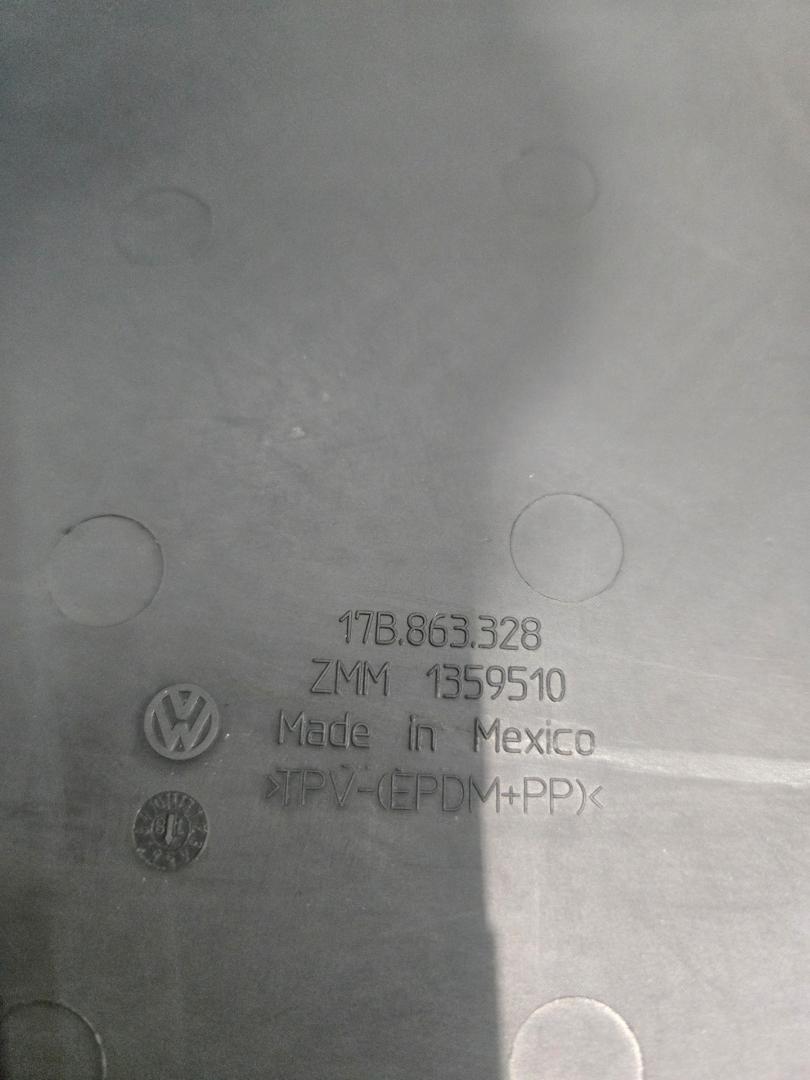 17B.863.328
ZMM 1359510
Made in Mexico
>TPV-(EPDM+PP)<